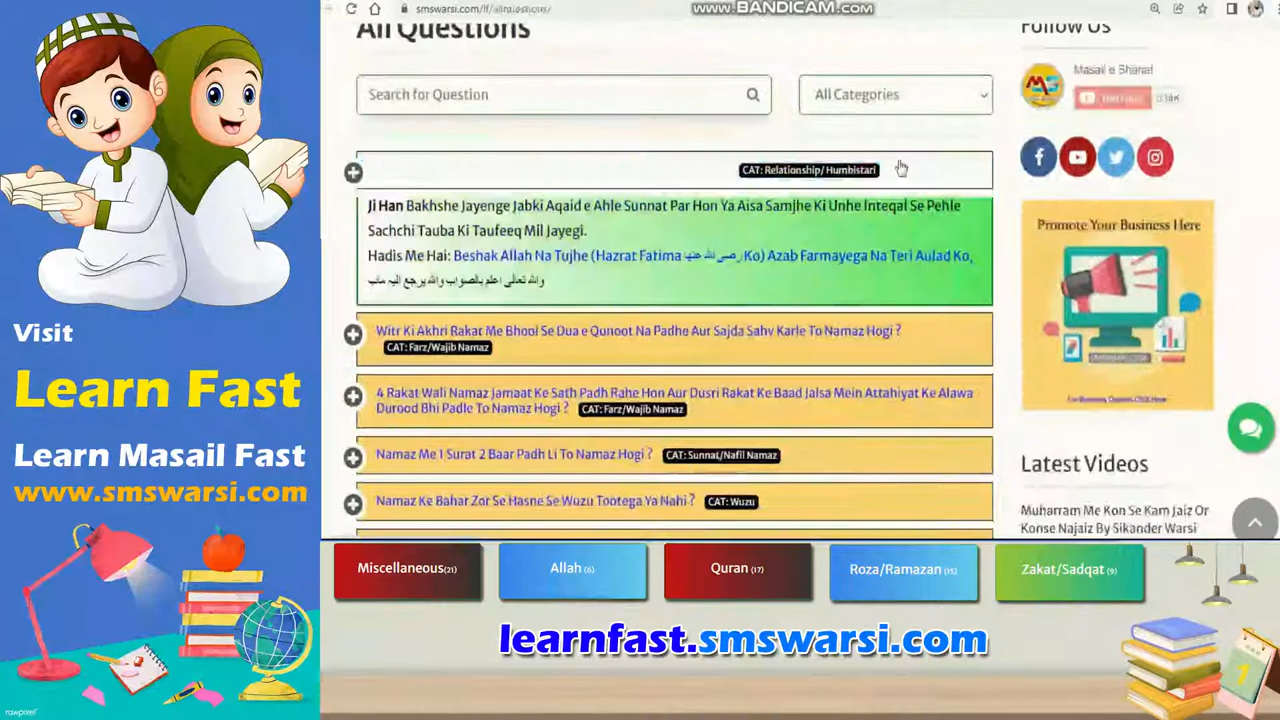 smswarsi.com/lf/allquestions/
www.BANDICAM.com
All Questions
Search for Question
All Categories
CAT: Relationship/ Humbistari
Ji Han Bakhshe Jayenge Jabki Aqaid e Ahle Sunnat Par Hon Ya Aisa Samjhe Ki Unhe Inteqal Se Pehle
Sachchi Tauba Ki Taufeeq Mil Jayegi.
Hadis Me Hai: Beshak Allah Na Tujhe (Hazrat Fatima رضی اللہ عنہا Ko) Azab Farmayega Na Teri Aulad Ko,
واللہ تعالٰی اعلم بالصواب والیہ یرجع الیہ مآب
Witr Ki Akhri Rakat Me Bhool Se Dua e Qunoot Na Padhe Aur Sajda Sahv Karle To Namaz Hogi ?
CAT: Farz/Wajib Namaz
4 Rakat Wali Namaz Jamaat Ke Sath Padh Rahe Hon Aur Dusri Rakat Ke Baad Jalsa Mein Attahiyat Ke Alawa
Durood Bhi Padle To Namaz Hogi ? CAT: Farz/Wajib Namaz
Namaz Me 1 Surat 2 Baar Padh Li To Namaz Hogi ? CAT: Sunnat/Nafil Namaz
Namaz Ke Bahar Zor Se Hasne Se Wuzu Tootega Ya Nahi ? CAT: Wuzu
Follow Us
Masail e Sharai
Promote Your Business Here
Latest Videos
Muharram Me Kon Se Kam Jaiz Or
Konse Najaiz By Sikander Warsi
Visit
Learn Fast
Learn Masail Fast
www.smswarsi.com
rawpixel
Miscellaneous(21)
Allah (6)
Quran (17)
Roza/Ramazan (15)
Zakat/Sadqat (9)
learnfast.smswarsi.com
1